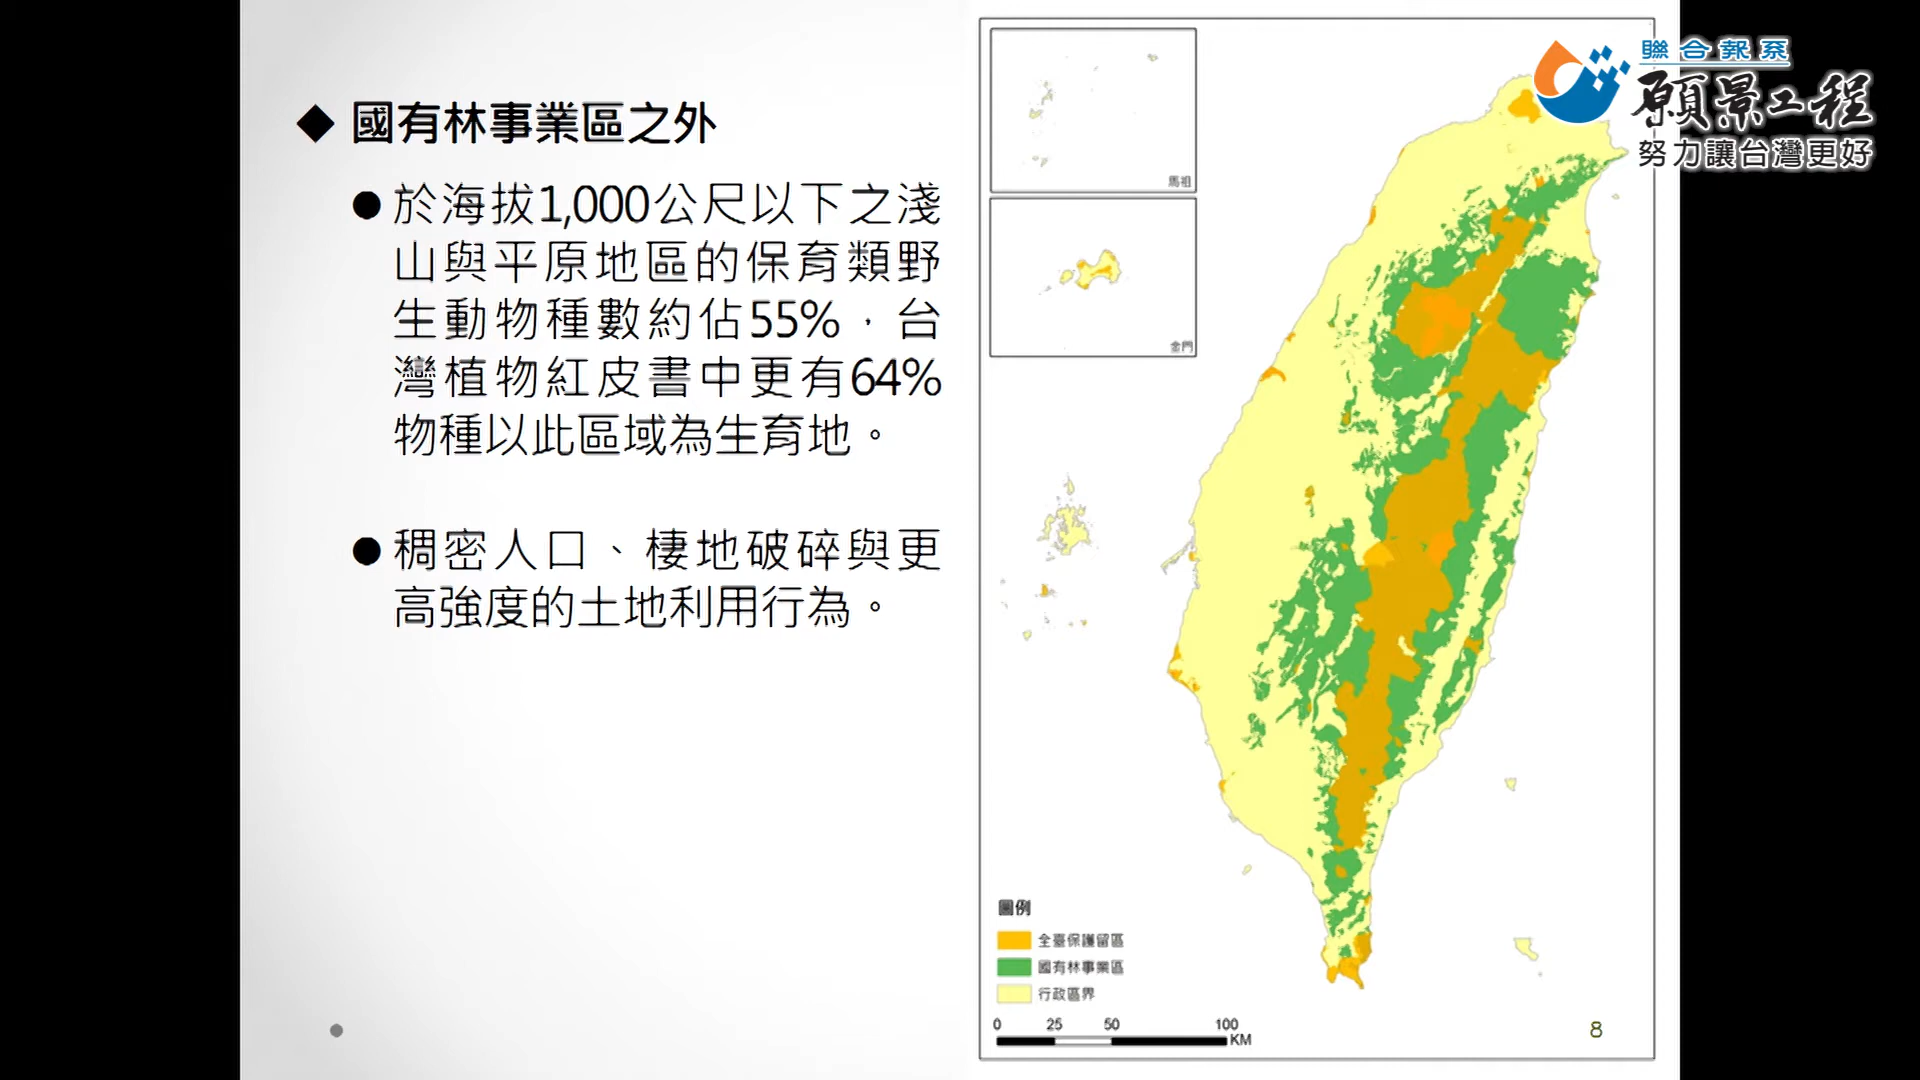 國有林事業區之外
於海拔1,000公尺以下之淺
山與平原地區的保育類野
生動物種數約佔55%，台
灣植物紅皮書中更有64%
物種以此區域為生育地。
稠密人口、棲地破碎與更
高強度的土地利用行為。
馬祖
金門
圖例
全臺保護留區
國有林事業區
行政區界
0 25 50 100
KM
8
聯合報系
願景工程
努力讓台灣更好